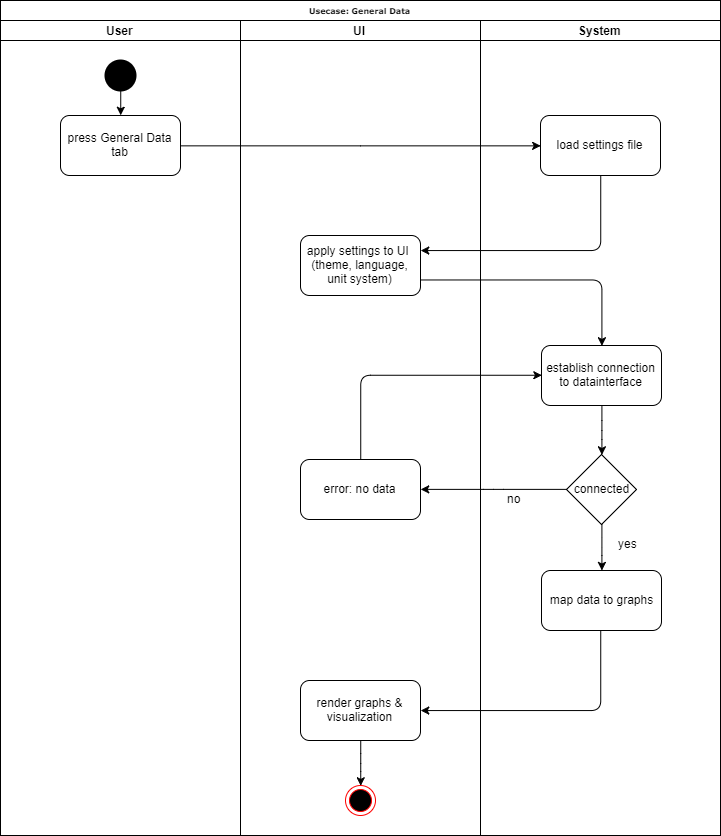 Usecase: General Data
User
UI
System
press General Data
tab
load settings file
apply settings to UI
(theme, language,
unit system)
establish connection
to datainterface
error: no data
no
connected
yes
map data to graphs
render graphs &
visualization